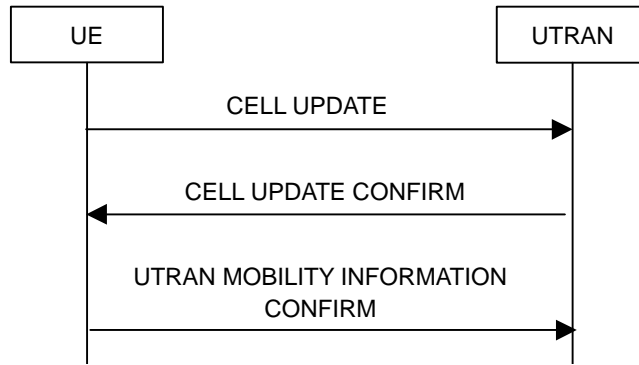 UE
UTRAN
CELL UPDATE
CELL UPDATE CONFIRM
UTRAN MOBILITY INFORMATION
CONFIRM